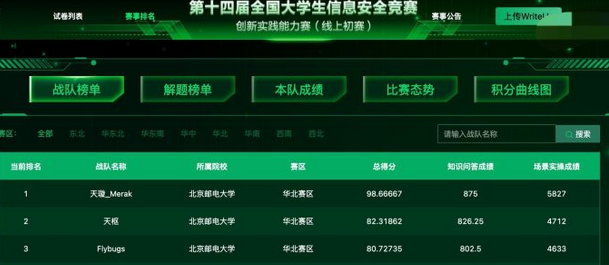 第十四届全国大学生信息安全竞赛
试卷列表 赛事排名 创新实践能力赛（线上初赛） 赛事公告 上传Write
战队榜单 解题榜单 本队成绩 比赛态势 积分曲线图
赛区： 全部 东北 华东北 华东南 华中 华北 华南 西南 西北 请输入战队名称 搜索
当前排名 战队名称 所属院校 赛区 总得分 知识问答成绩 场景实操成绩
1 天璇_Merak 北京邮电大学 华北赛区 98.66667 875 5827
2 天枢 北京邮电大学 华北赛区 82.31862 826.25 4712
3 Flybugs 北京邮电大学 华北赛区 80.72735 802.5 4633